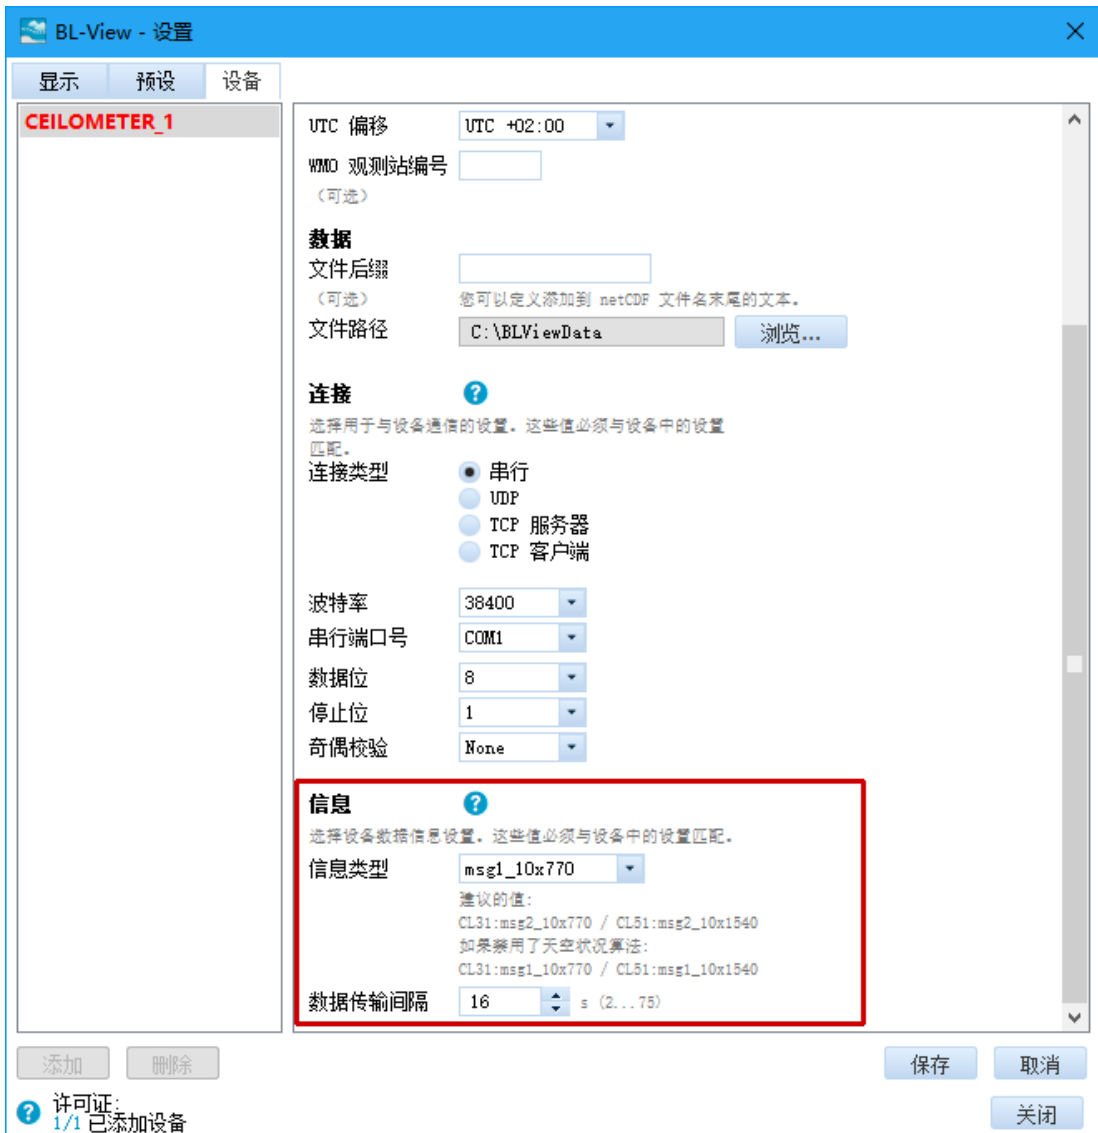 BL-View - 设置
显示 预设 设备
CEILOMETER_1
UTC 偏移 UTC +02:00
WMO 观测站编号
（可选）
数据
文件后缀
（可选） 您可以定义添加到 netCDF 文件名末尾的文本.
文件路径 C:\BLViewData 浏览...
连接 ?
选择用于与设备通信的设置. 这些值必须与设备中的设置
匹配.
连接类型 串行
UDP
TCP 服务器
TCP 客户端
波特率 38400
串行端口号 COM1
数据位 8
停止位 1
奇偶校验 None
信息 ?
选择设备数据信息设置. 这些值必须与设备中的设置匹配.
信息类型 msg1_10x770
建议的值:
CL31:msg2_10x770 / CL51:msg2_10x1540
如果禁用了天空状况算法:
CL31:msg1_10x770 / CL51:msg1_10x1540
数据传输间隔 16 s (2...75)
添加 删除 保存 取消
? 许可证:
1/1 已添加设备 关闭